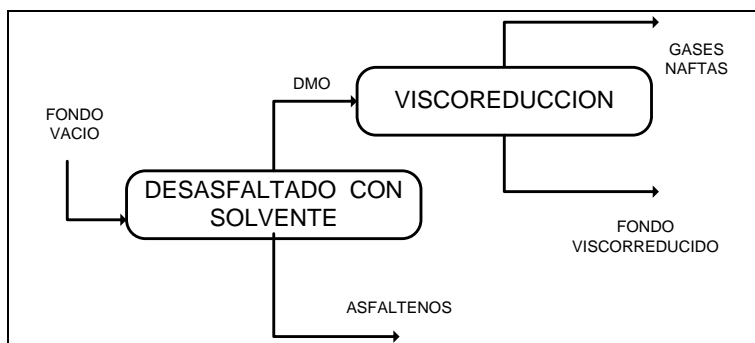 GASES
NAFTAS
DMO
VISCOREDUCCION
FONDO
VACIO
DESASFALTADO CON
SOLVENTE
FONDO
VISCORREDUCIDO
ASFALTENOS